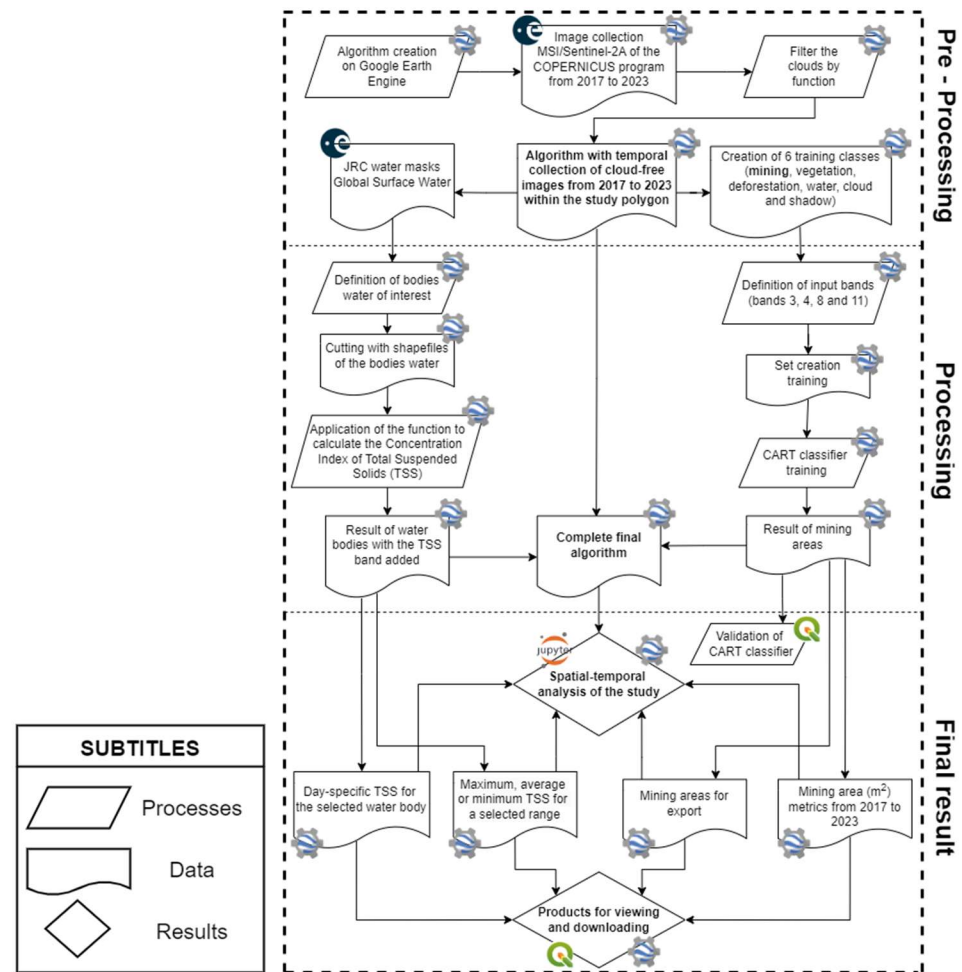 Algorithm creation
on Google Earth
Engine
Image collection
MSI/Sentinel-2A of the
COPERNICUS program
from 2017 to 2023
Filter the
clouds by
function
Pre - Processing
JRC water masks
Global Surface Water
Algorithm with temporal
collection of cloud-free
images from 2017 to 2023
within the study polygon
Creation of 6 training classes
(mining, vegetation,
deforestation, water, cloud
and shadow)
Definition of bodies
water of interest
Definition of input bands
(bands 3, 4, 8 and 11)
Processing
Cutting with shapefiles
of the bodies water
Set creation
training
Application of the function to
calculate the Concentration
Index of Total Suspended
Solids (TSS)
CART classifier
training
Result of water
bodies with the TSS
band added
Complete final
algorithm
Result of mining
areas
Validation of
CART classifier
jupyter
Spatial-temporal
analysis of the study
Final result
Day-specific TSS for
the selected water body
Maximum, average
or minimum TSS for
a selected range
Mining areas for
export
Mining area (m²)
metrics from 2017 to
2023
Products for viewing
and downloading
SUBTITLES
Processes
Data
Results